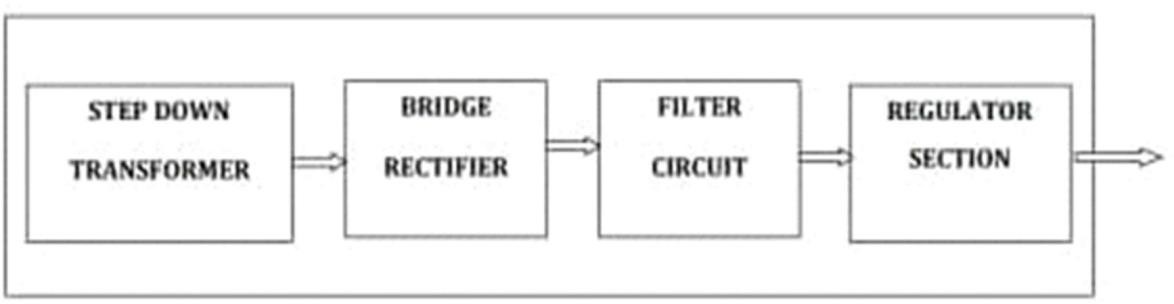 STEP DOWN
TRANSFORMER
BRIDGE
RECTIFIER
FILTER
CIRCUIT
REGULATOR
SECTION